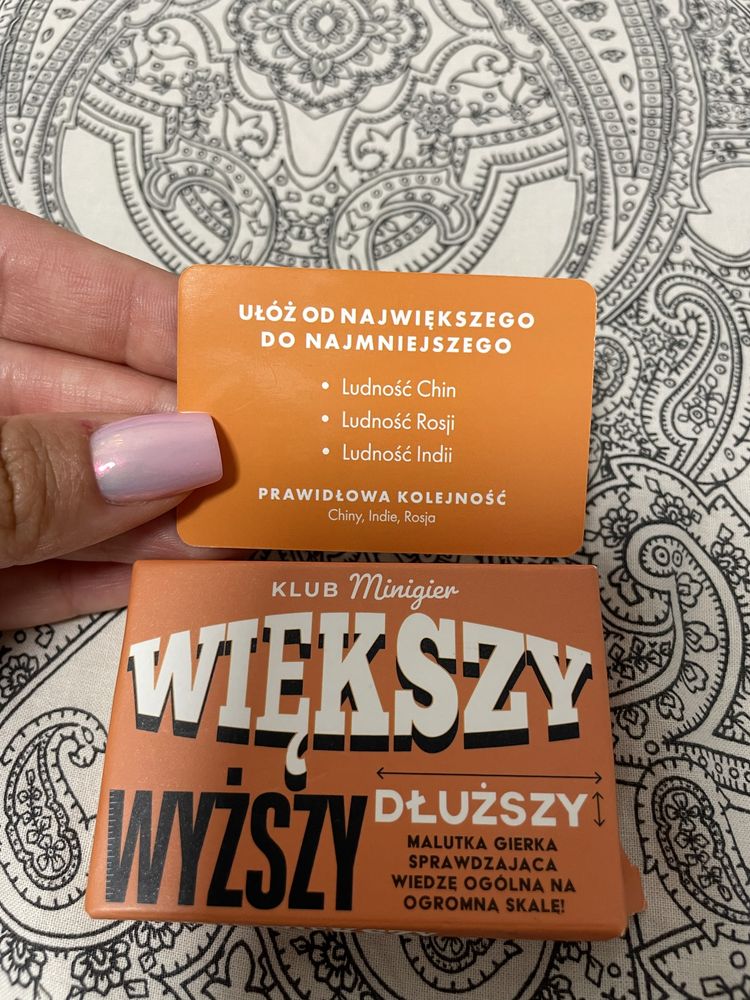 UŁÓŻ OD NAJWIĘKSZEGO
DO NAJMNIEJSZEGO
• Ludność Chin
• Ludność Rosji
• Ludność Indii
PRAWIDŁOWA KOLEJNOŚĆ
Chiny, Indie, Rosja
KLUB Minigier
WIĘKSZY
WYŻSZY
DŁUŻSZY
MALUTKA GIERKA
SPRAWDZAJĄCA
WIEDZĘ OGÓLNĄ NA
OGROMNĄ SKALĘ!